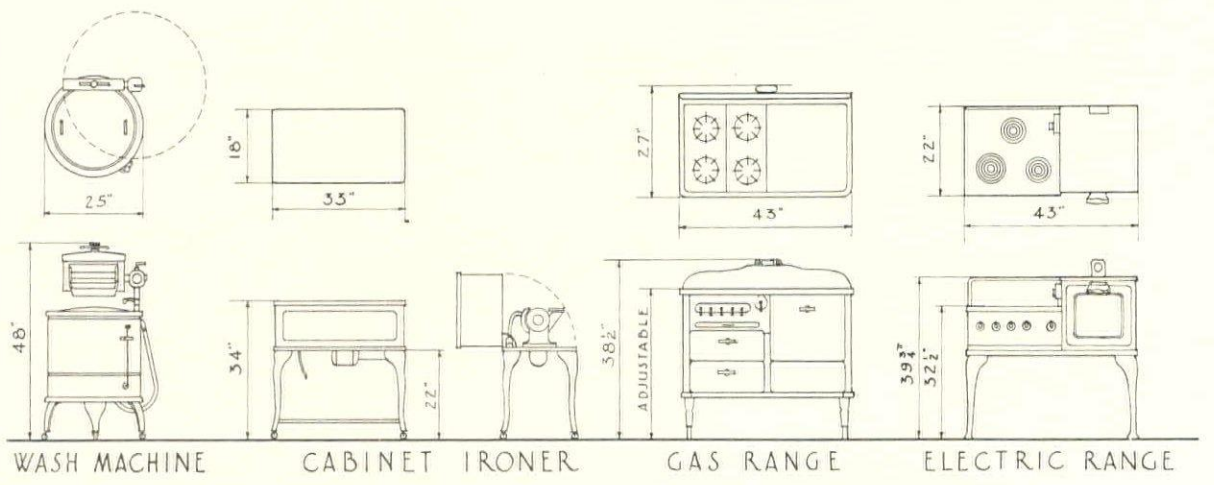 18"
27"
22"
25"
33"
43"
43"
48"
34"
22"
38½"
ADJUSTABLE
39¾"
32½"
WASH MACHINE
CABINET IRONER
GAS RANGE
ELECTRIC RANGE